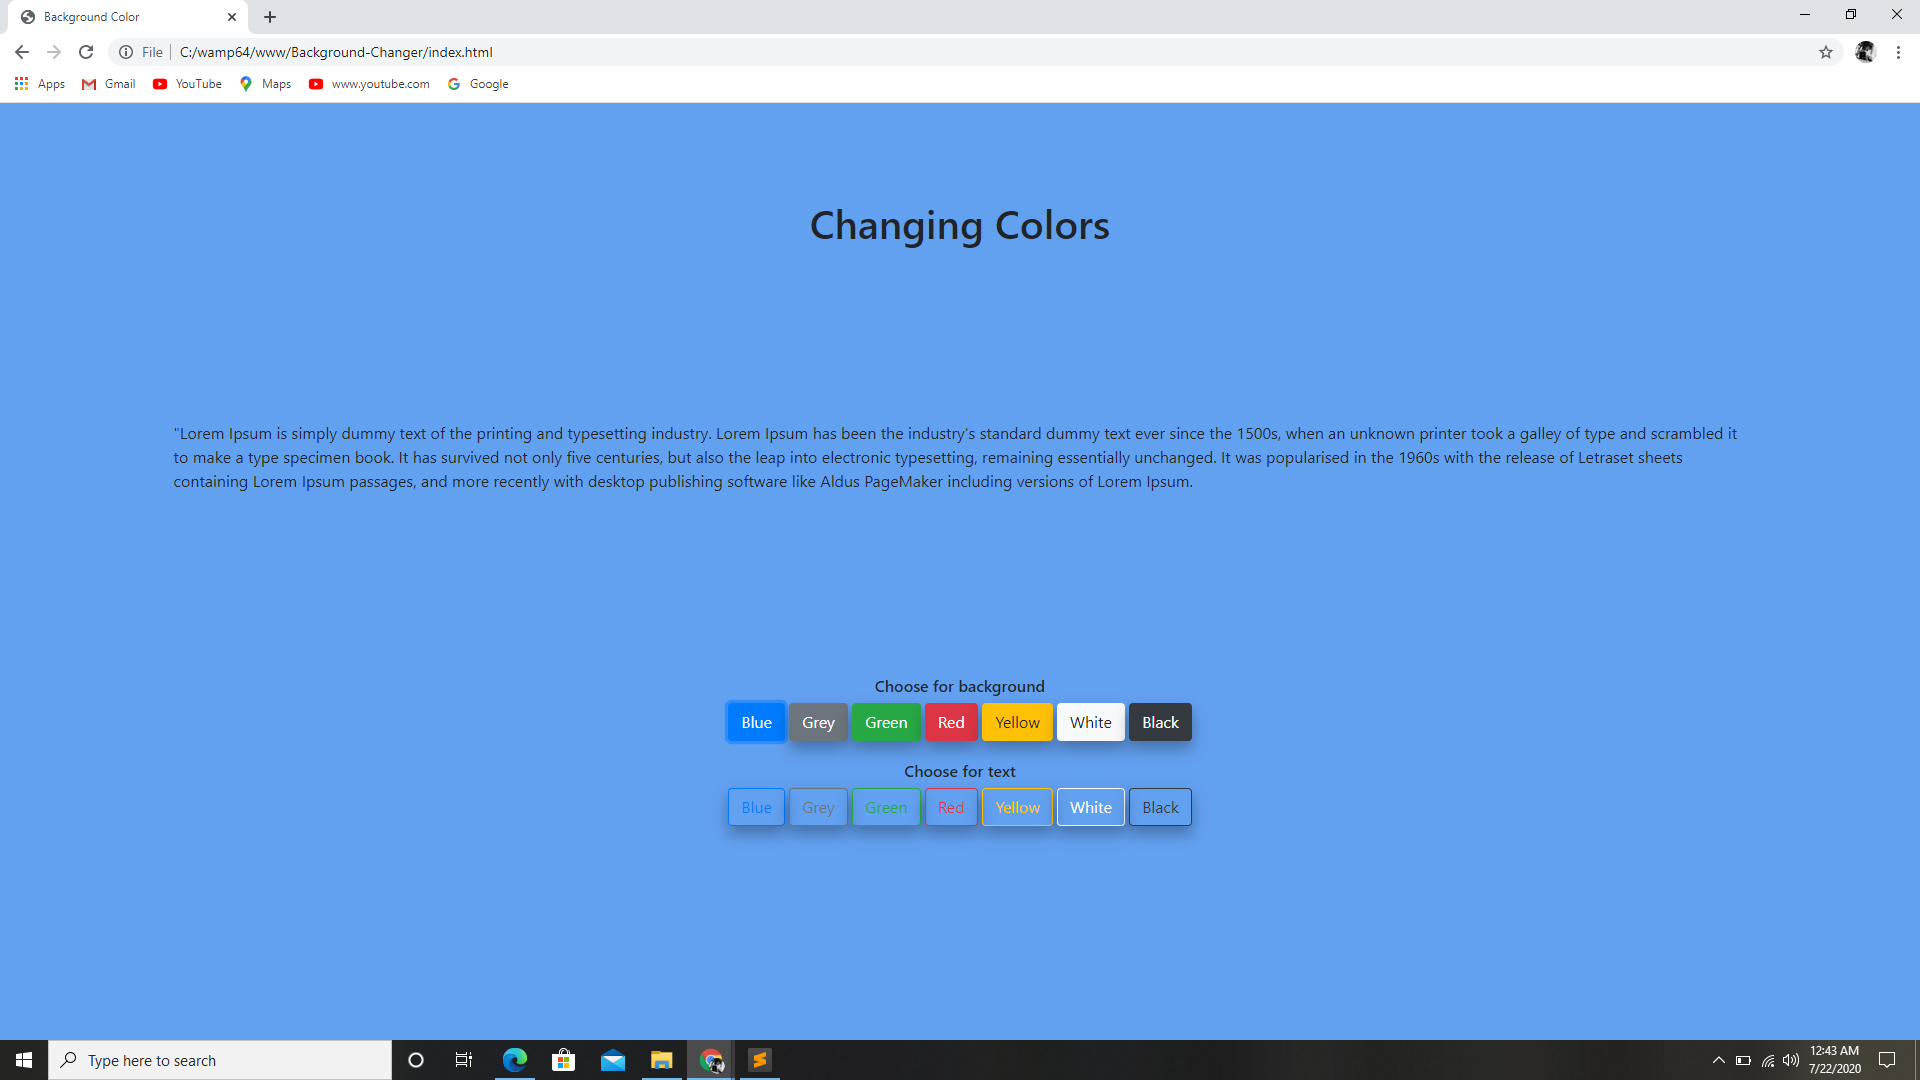 Background Color
File
C:/wamp64/www/Background-Changer/index.html
Apps
Gmail
YouTube
Maps
www.youtube.com
Google
Changing Colors
"Lorem Ipsum is simply dummy text of the printing and typesetting industry. Lorem Ipsum has been the industry's standard dummy text ever since the 1500s, when an unknown printer took a galley of type and scrambled it
to make a type specimen book. It has survived not only five centuries, but also the leap into electronic typesetting, remaining essentially unchanged. It was popularised in the 1960s with the release of Letraset sheets
containing Lorem Ipsum passages, and more recently with desktop publishing software like Aldus PageMaker including versions of Lorem Ipsum.
Choose for background
Blue
Grey
Green
Red
Yellow
White
Black
Choose for text
Blue
Grey
Green
Red
Yellow
White
Black
Type here to search
12:43 AM
7/22/2020